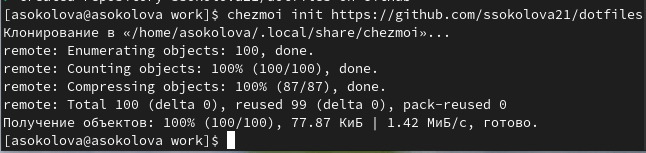 [asokolova@asokolova work]$ chezmoi init https://github.com/ssokolova21/dotfiles
Клонирование в «/home/asokolova/.local/share/chezmoi»...
remote: Enumerating objects: 100, done.
remote: Counting objects: 100% (100/100), done.
remote: Compressing objects: 100% (87/87), done.
remote: Total 100 (delta 0), reused 99 (delta 0), pack-reused 0
Получение объектов: 100% (100/100), 77.87 КиБ | 1.42 МиБ/с, готово.
[asokolova@asokolova work]$